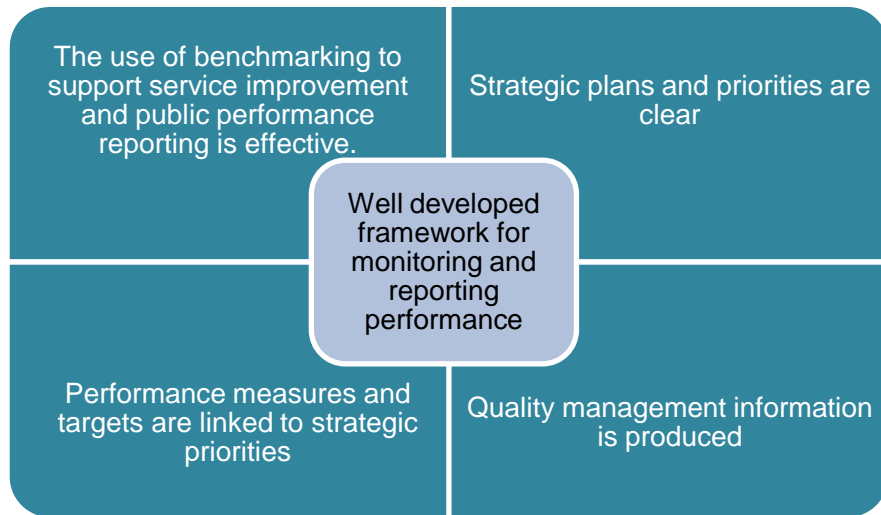 The use of benchmarking to
support service improvement
and public performance
reporting is effective.
Strategic plans and priorities are
clear
Well developed
framework for
monitoring and
reporting
performance
Performance measures and
targets are linked to strategic
priorities
Quality management information
is produced